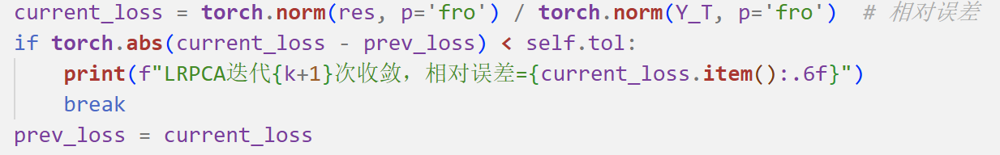 current_loss = torch.norm(res, p='fro') / torch.norm(Y_T, p='fro')  # 相对误差
if torch.abs(current_loss - prev_loss) < self.tol:
    print(f"LRPCA迭代{k+1}次收敛，相对误差={current_loss.item():.6f}")
    break
prev_loss = current_loss